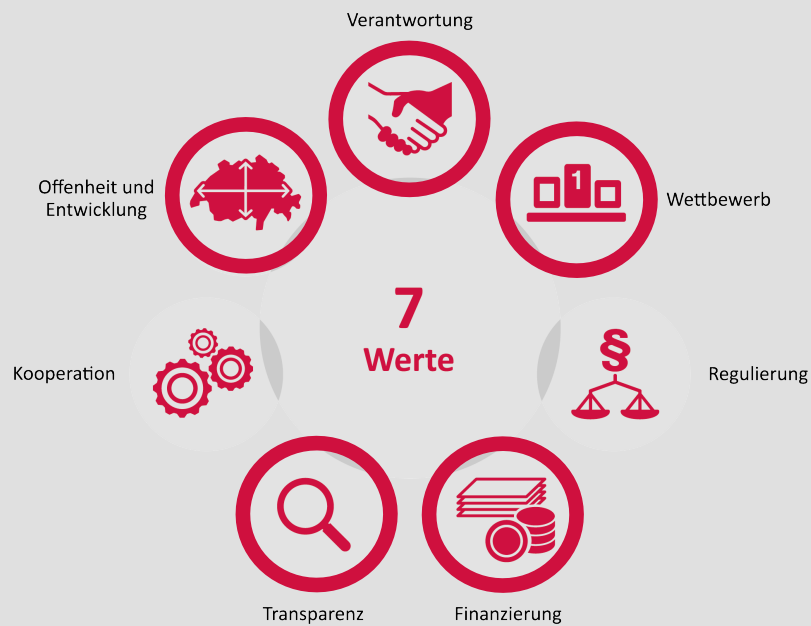 Verantwortung
Offenheit und
Entwicklung
1
Wettbewerb
7
Werte
Kooperation
§
Regulierung
Transparenz
Finanzierung